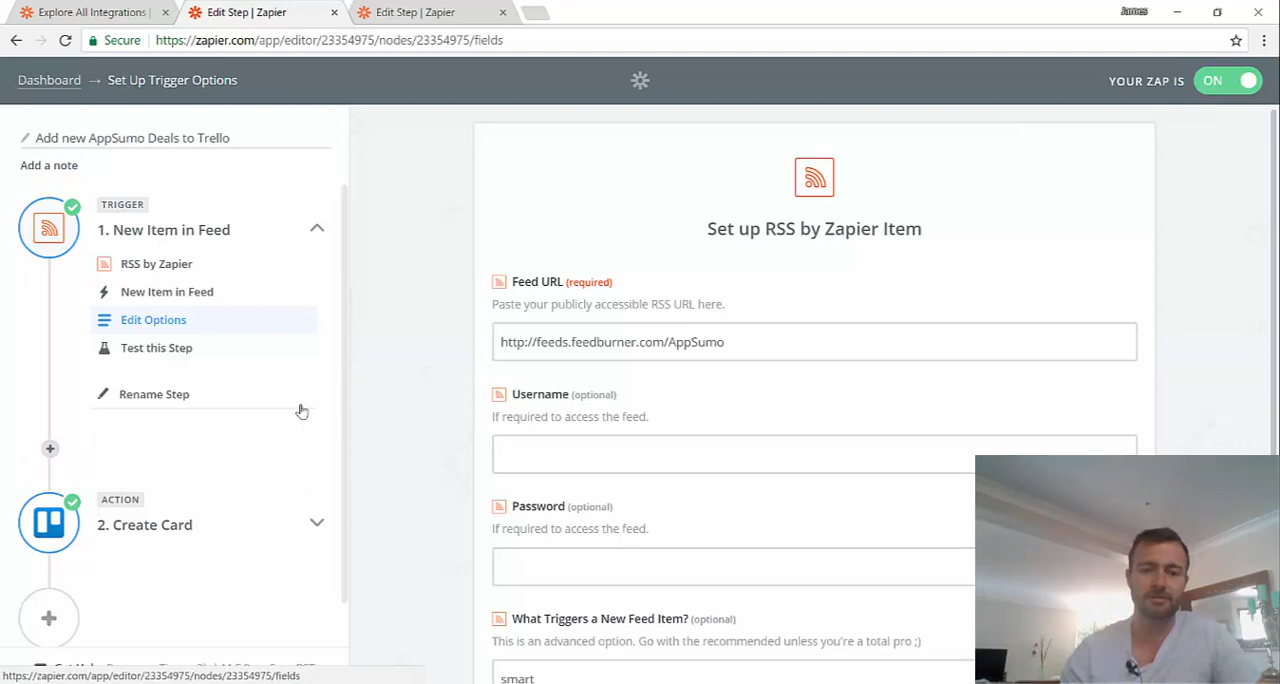 Explore All Integrations |
Edit Step | Zapier
Edit Step | Zapier
James
Secure
https://zapier.com/app/editor/23354975/nodes/23354975/fields
Dashboard → Set Up Trigger Options
YOUR ZAP IS
ON
Add new AppSumo Deals to Trello
Add a note
TRIGGER
1. New Item in Feed
RSS by Zapier
New Item in Feed
Edit Options
Test this Step
Rename Step
ACTION
2. Create Card
https://zapier.com/app/editor/23354975/nodes/23354975/fields
Set up RSS by Zapier Item
Feed URL (required)
Paste your publicly accessible RSS URL here.
http://feeds.feedburner.com/AppSumo
Username (optional)
If required to access the feed.
Password (optional)
If required to access the feed.
What Triggers a New Feed Item? (optional)
This is an advanced option. Go with the recommended unless you're a total pro ;)
smart